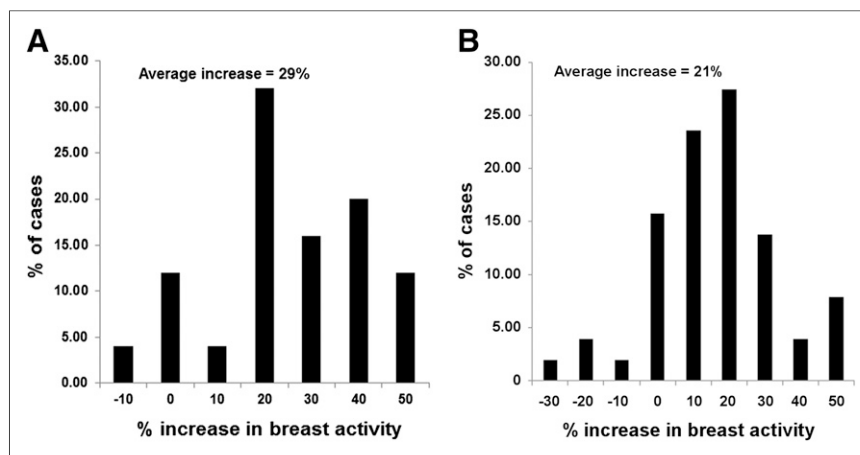 A
Average increase = 29%
35.00
30.00
25.00
20.00
15.00
10.00
5.00
0.00
% of cases
-10 0 10 20 30 40 50
% increase in breast activity
B
Average increase = 21%
30.00
25.00
20.00
15.00
10.00
5.00
0
% of cases
-30 -20 -10 0 10 20 30 40 50
% increase in breast activity